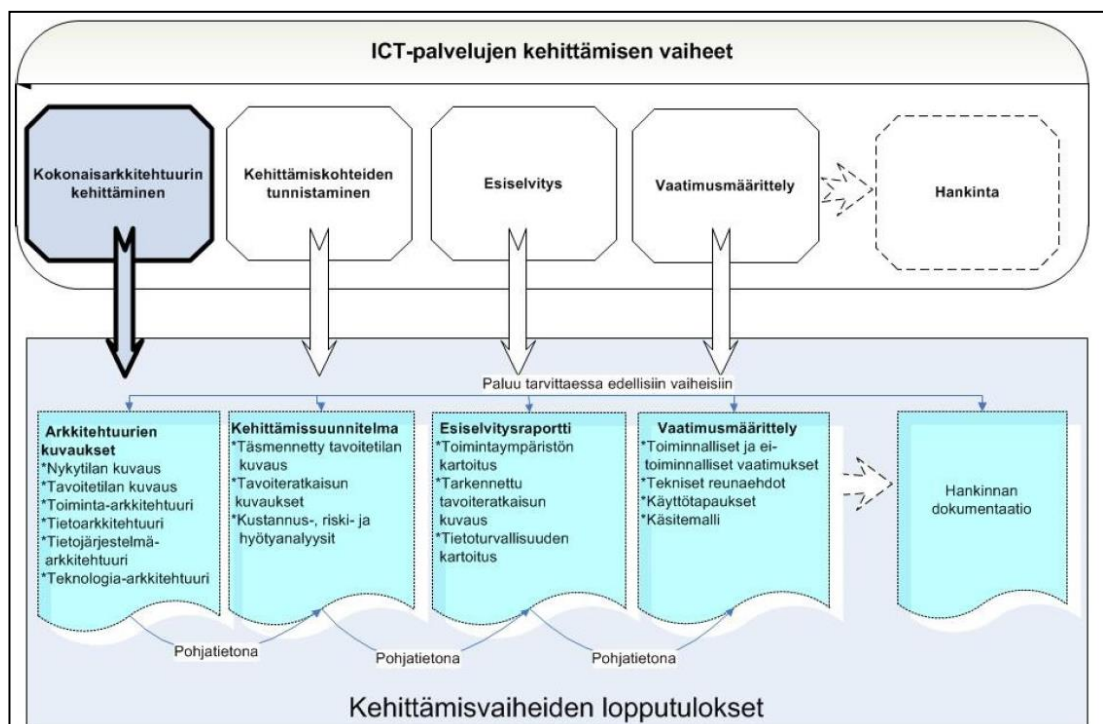 ICT-palvelujen kehittämisen vaiheet
Kokonaisarkkitehtuurin
kehittäminen
Kehittämiskohteiden
tunnistaminen
Esiselvitys
Vaatimusmäärittely
Hankinta
Paluu tarvittaessa edellisiin vaiheisiin
Arkkitehtuurien
kuvaukset
*Nykytilan kuvaus
*Tavoitetilan kuvaus
*Toiminta-arkkitehtuuri
*Tietoarkkitehtuuri
*Tietojärjestelmä-
arkkitehtuuri
*Teknologia-arkkitehtuuri
Kehittämissuunnitelma
*Täsmennetty tavoitetilan
kuvaus
*Tavoiteratkaisun
kuvaukset
*Kustannus-, riski- ja
hyötyanalyysit
Esiselvitysraportti
*Toimintaympäristön
kartoitus
*Tarkennettu
tavoiteratkaisun
kuvaus
*Tietoturvallisuuden
kartoitus
Vaatimusmäärittely
*Toiminnalliset ja ei-
toiminnalliset vaatimukset
*Tekniset reunaehdot
*Käyttötapaukset
*Käsitemalli
Hankinnan
dokumentaatio
Pohjatietona
Pohjatietona
Pohjatietona
Kehittämisvaiheiden lopputulokset